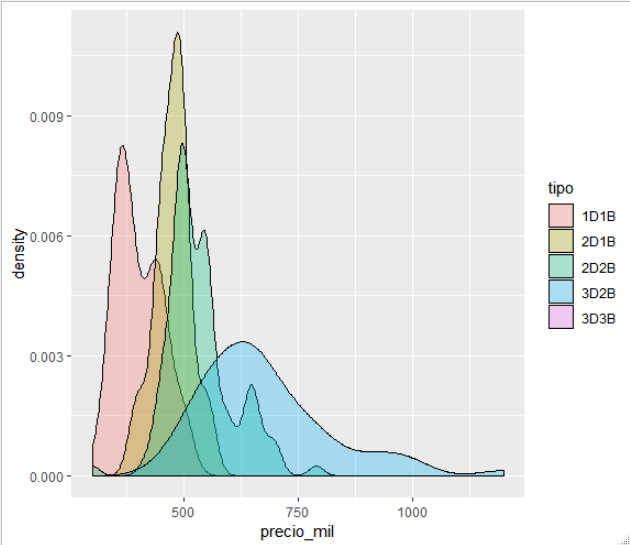 0.009
0.006
0.003
0.000
density
500
750
1000
precio_mil
tipo
1D1B
2D1B
2D2B
3D2B
3D3B